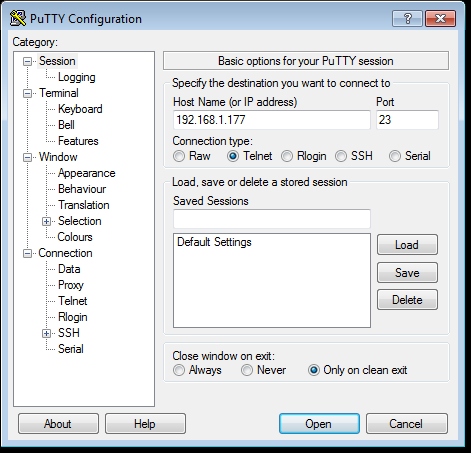 PuTTY Configuration
Category:
Session
Logging
Terminal
Keyboard
Bell
Features
Window
Appearance
Behaviour
Translation
Selection
Colours
Connection
Data
Proxy
Telnet
Rlogin
SSH
Serial
Basic options for your PuTTY session
Specify the destination you want to connect to
Host Name (or IP address) Port
192.168.1.177 23
Connection type:
Raw Telnet Rlogin SSH Serial
Load, save or delete a stored session
Saved Sessions
Default Settings
Load
Save
Delete
Close window on exit:
Always Never Only on clean exit
About Help Open Cancel